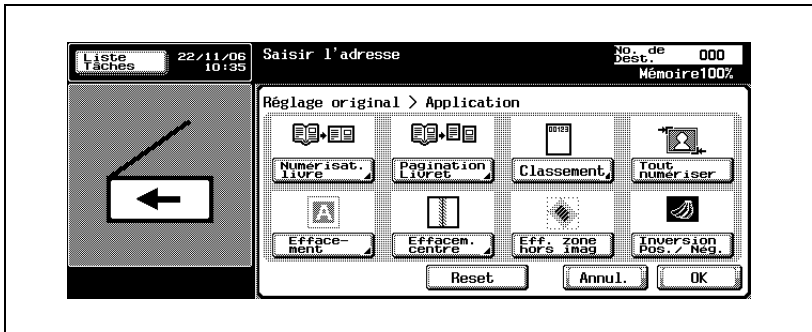 Liste
Tâches
22/11/06
10:35
Saisir l'adresse
No. de
Dest.
000
Mémoire100%
Réglage original > Application
00123
Numérisat.
livre
Pagination
Livret
Classement
Tout
numériser
A
Efface-
ment
Effacem.
centre
Eff. zone
hors imag
Inversion
Pos./ Nég.
Reset
Annul.
OK